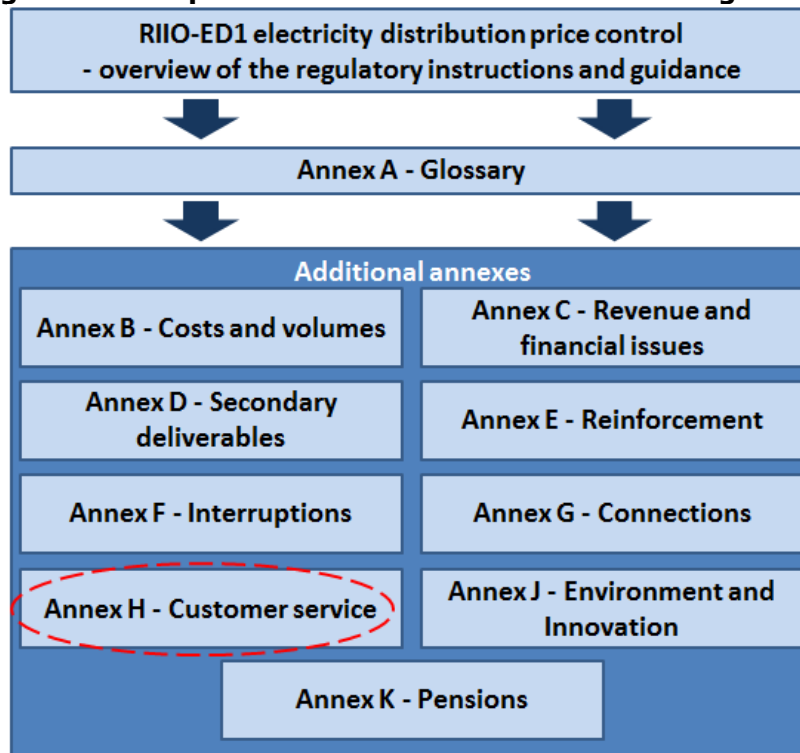 RIIO-ED1 electricity distribution price control
- overview of the regulatory instructions and guidance
Annex A - Glossary
Additional annexes
Annex B - Costs and volumes
Annex C - Revenue and
financial issues
Annex D - Secondary
deliverables
Annex E - Reinforcement
Annex F - Interruptions
Annex G - Connections
Annex H - Customer service
Annex J - Environment and
Innovation
Annex K - Pensions